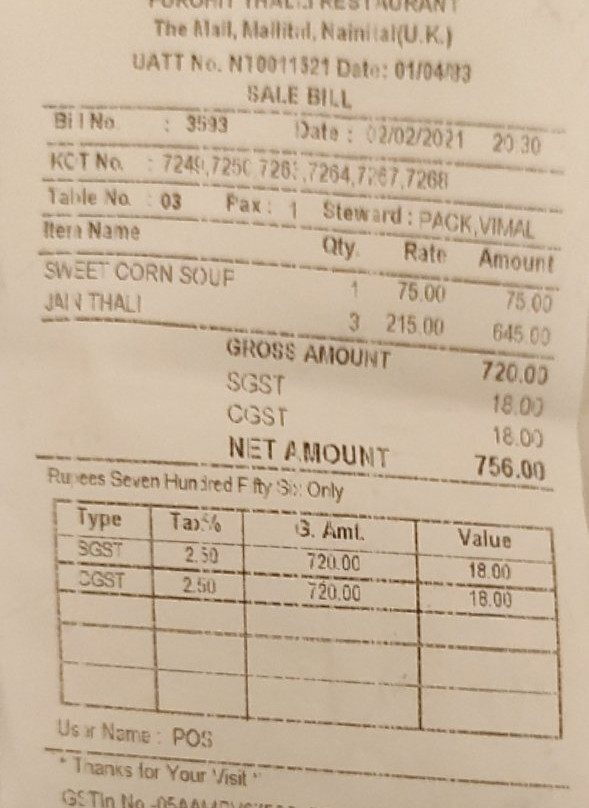 RESTAURANT
The Mall, Mallital, Nainital(U.K.)
UATT No. NT0011521 Date: 01/04/93
SALE BILL
Bill No. : 3593 Date : 02/02/2021 20:30
KOT No. : 7249,7250, ,7264,7267,7268
Table No. : 03 Pax : 1 Steward : PACK,VIMAL
Item Name Qty. Rate Amount
SWEET CORN SOUP 1 75.00 75.00
JAIN THALI 3 215.00 645.00
GROSS AMOUNT 720.00
SGST 18.00
CGST 18.00
NET AMOUNT 756.00
Rupees Seven Hundred Fifty Six Only
Type Tax% G. Amt. Value
SGST 2.50 720.00 18.00
CGST 2.50 720.00 18.00
User Name : POS
* Thanks for Your Visit *
GSTin No